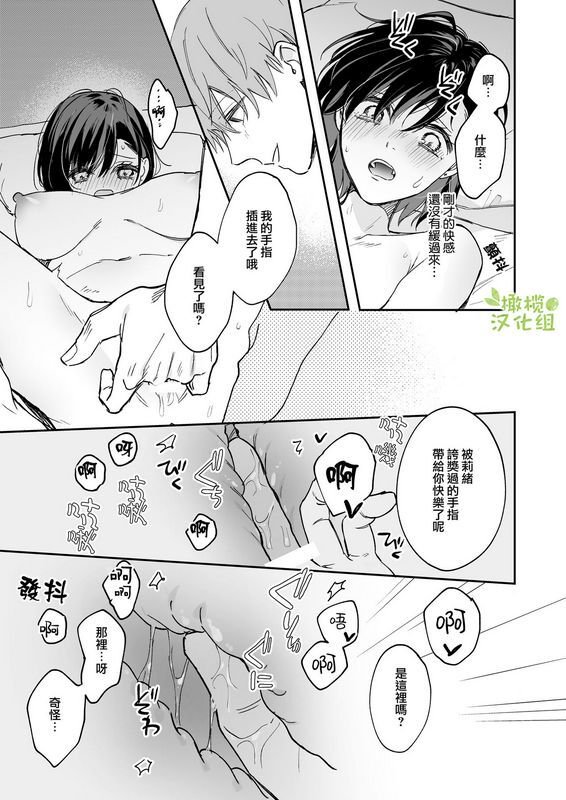 啊…
什麼…
剛才的快感
還沒有緩過來…
顫抖
橄榄
汉化组
啊…
我的手指
插進去了哦
看見了嗎？
被莉緒
誇獎過的手指
帶給你快樂了呢
啊
呀
啊
啊
啊
唔
啊
是這裡嗎？
啊啊
發抖
啊
那裡…呀
奇怪…